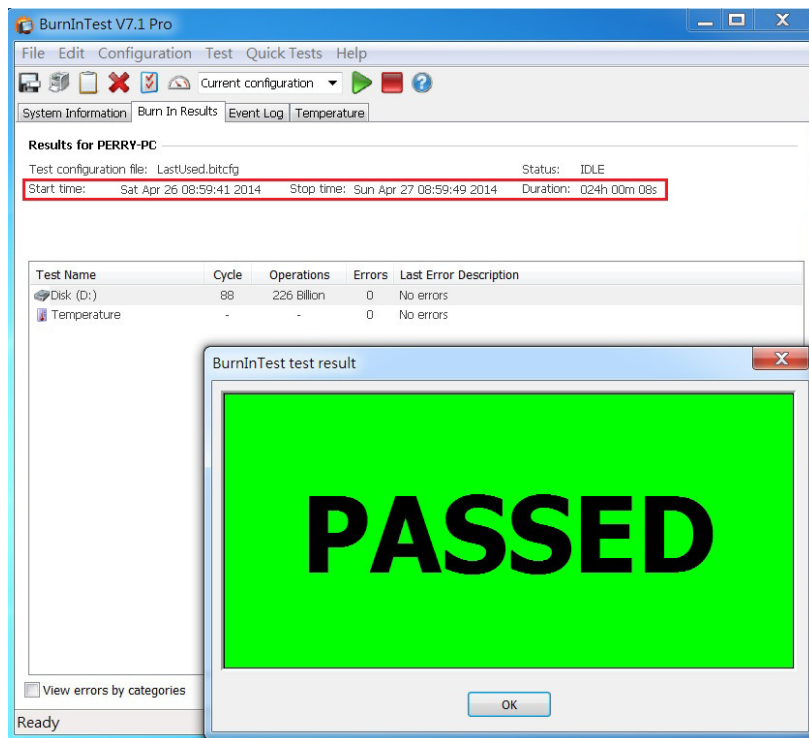 BurnInTest V7.1 Pro
File Edit Configuration Test Quick Tests Help
Current configuration
System Information Burn In Results Event Log Temperature
Results for PERRY-PC
Test configuration file: LastUsed.bitcfg Status: IDLE
Start time: Sat Apr 26 08:59:41 2014 Stop time: Sun Apr 27 08:59:49 2014 Duration: 024h 00m 08s
Test Name Cycle Operations Errors Last Error Description
Disk (D:) 88 226 Billion 0 No errors
Temperature - - 0 No errors
BurnInTest test result
PASSED
View errors by categories
OK
Ready